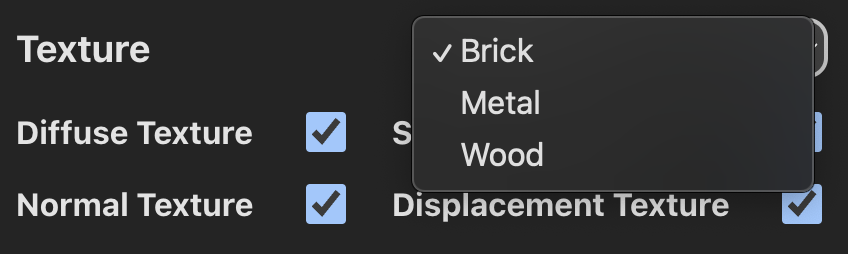 Texture
Brick
Metal
Wood
Diffuse Texture
Normal Texture
Displacement Texture